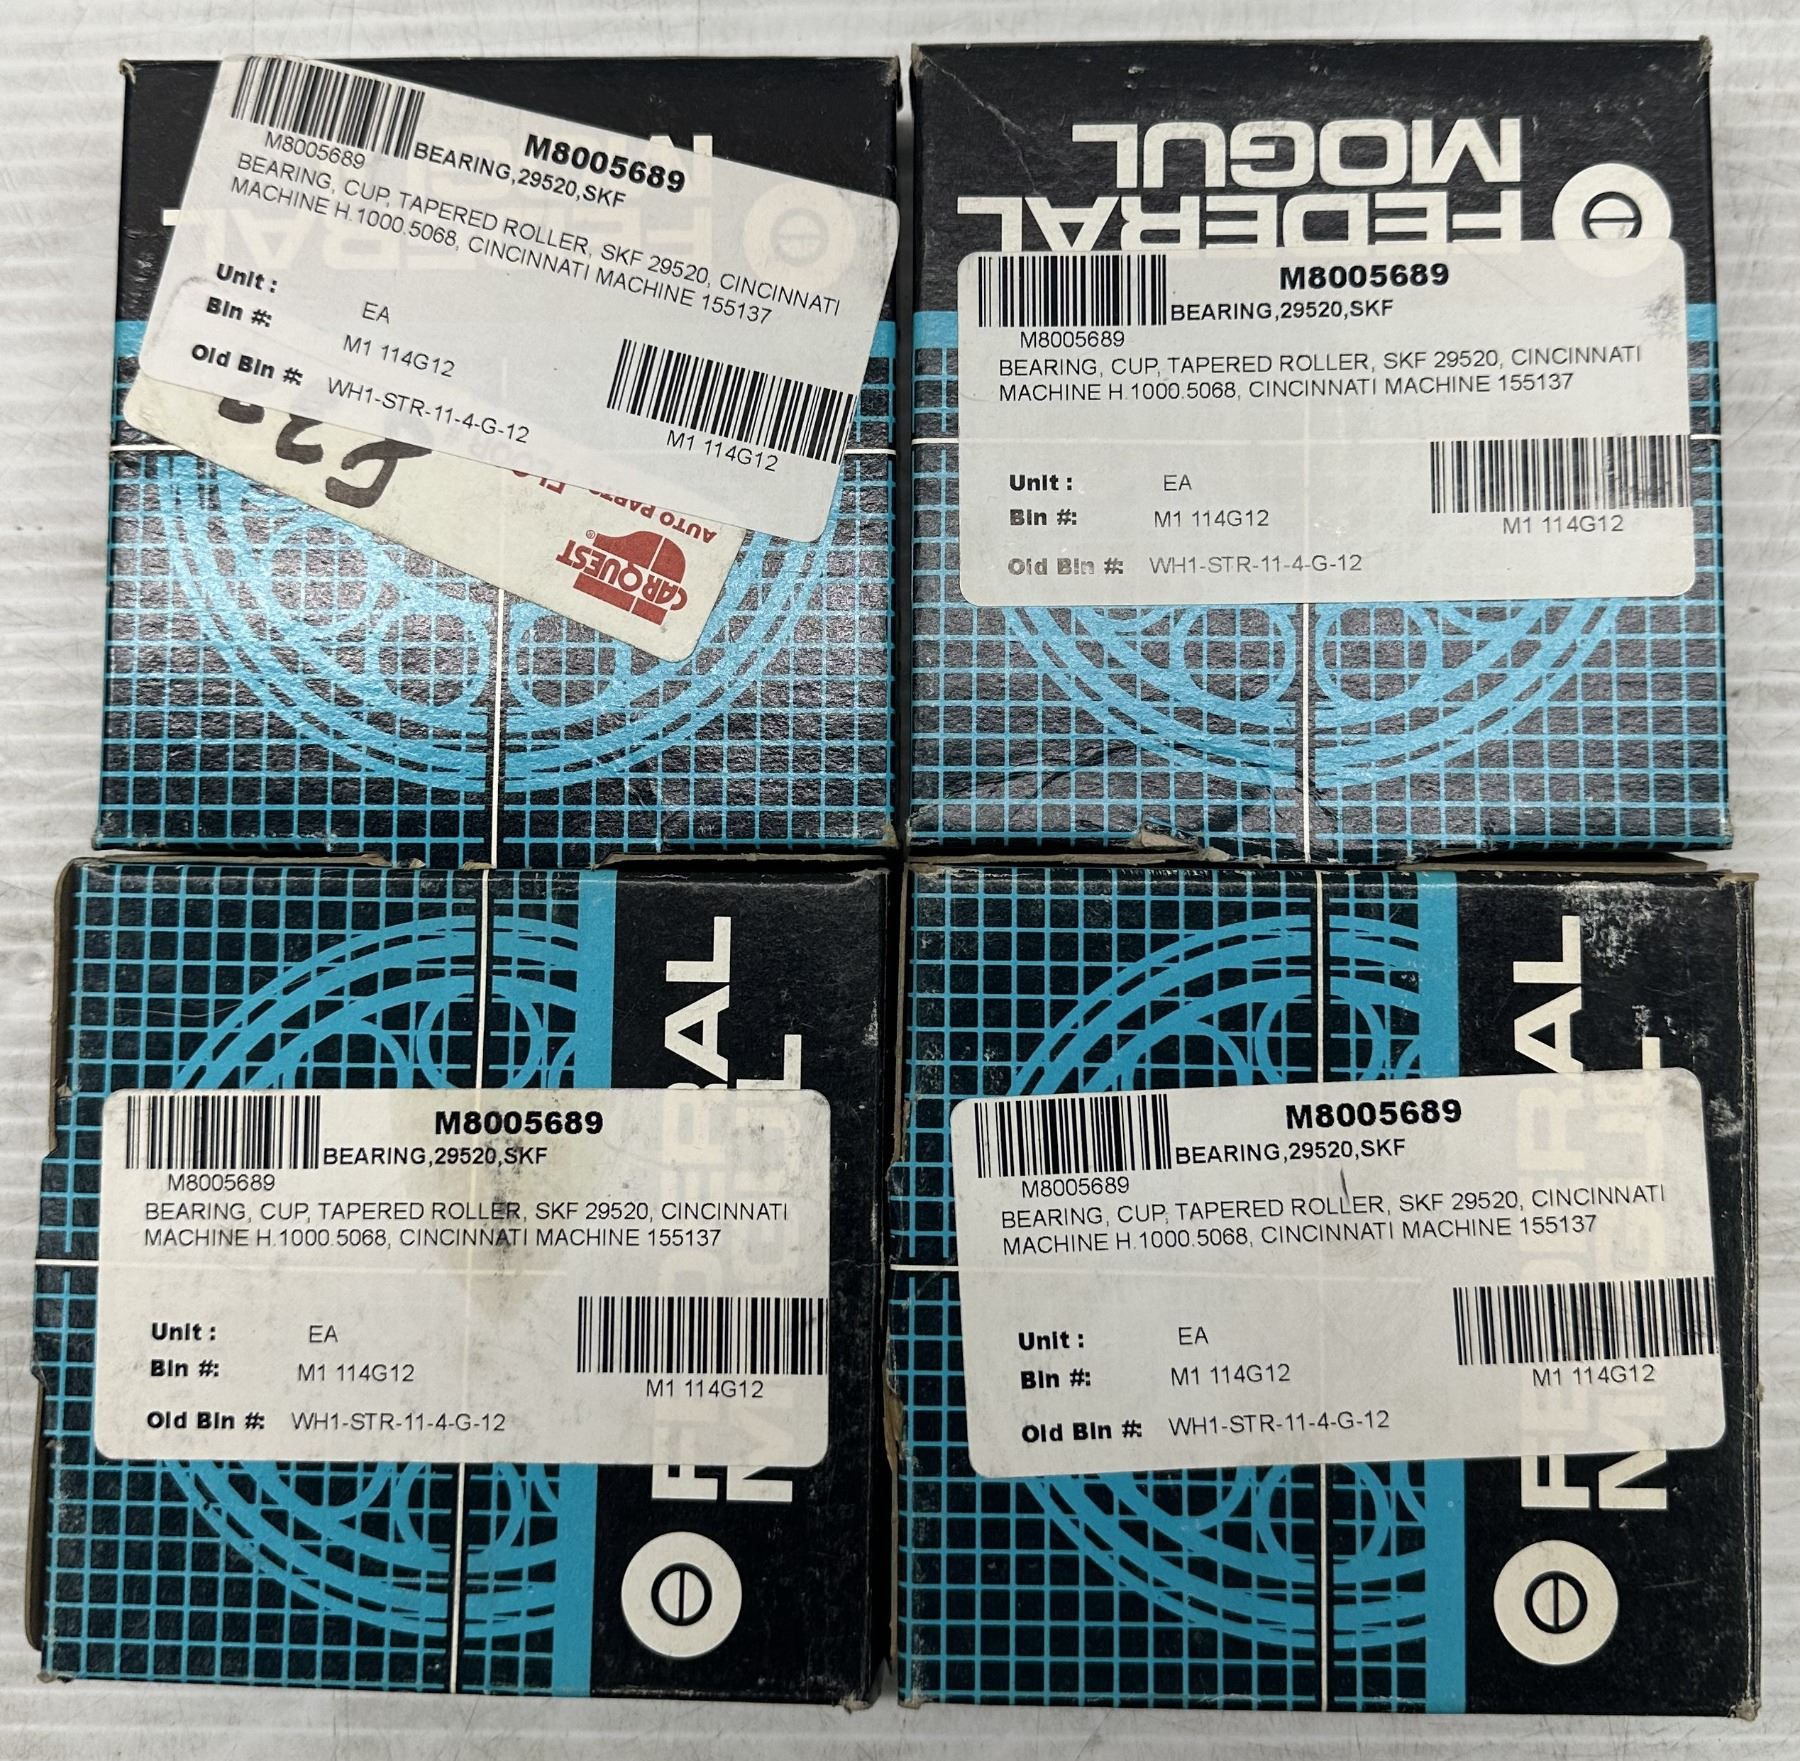 M8005689
M8005689
BEARING,29520,SKF
BEARING, CUP, TAPERED ROLLER, SKF 29520, CINCINNATI
MACHINE H.1000.5068, CINCINNATI MACHINE 155137
Unit :
EA
Bin #:
M1 114G12
Old Bin #:
WH1-STR-11-4-G-12
M1 114G12
AUTO PARTS
CARQUEST®
FEDERAL
MOGUL
M8005689
M8005689
BEARING,29520,SKF
BEARING, CUP, TAPERED ROLLER, SKF 29520, CINCINNATI
MACHINE H.1000.5068, CINCINNATI MACHINE 155137
Unit :
EA
Bin #:
M1 114G12
Old Bin #:
WH1-STR-11-4-G-12
M1 114G12
M8005689
M8005689
BEARING,29520,SKF
BEARING, CUP, TAPERED ROLLER, SKF 29520, CINCINNATI
MACHINE H.1000.5068, CINCINNATI MACHINE 155137
Unit :
EA
Bin #:
M1 114G12
Old Bin #:
WH1-STR-11-4-G-12
M1 114G12
FEDERAL
MOGUL
M8005689
M8005689
BEARING,29520,SKF
BEARING, CUP, TAPERED ROLLER, SKF 29520, CINCINNATI
MACHINE H.1000.5068, CINCINNATI MACHINE 155137
Unit :
EA
Bin #:
M1 114G12
Old Bin #:
WH1-STR-11-4-G-12
M1 114G12
FEDERAL
MOGUL